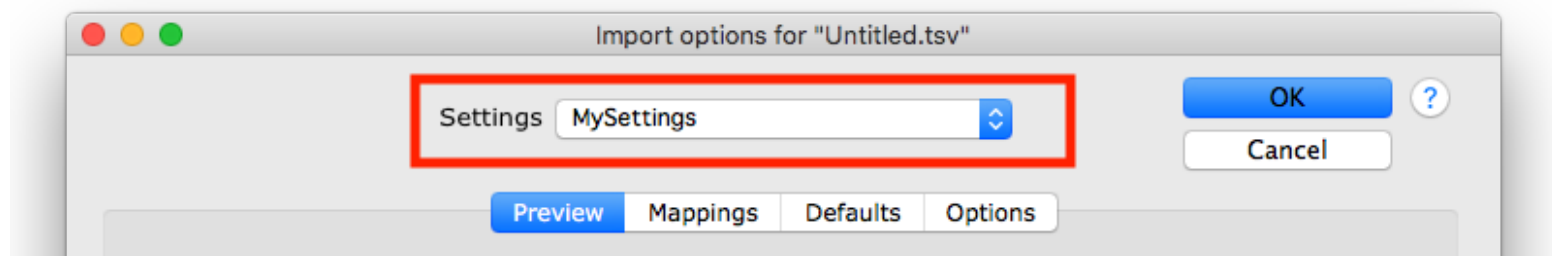 Import options for "Untitled.tsv"
Settings MySettings
OK ?
Cancel
Preview Mappings Defaults Options